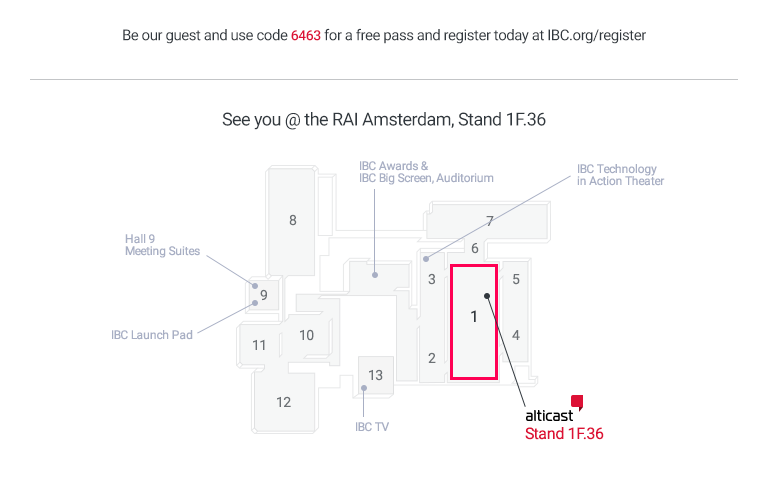 Be our guest and use code 6463 for a free pass and register today at IBC.org/register
See you @ the RAI Amsterdam, Stand 1F.36
IBC Awards &
IBC Big Screen, Auditorium
IBC Technology
in Action Theater
8
7
Hall 9
Meeting Suites
6
3
5
9
1
IBC Launch Pad
10
4
11
2
13
12
alticast
IBC TV
Stand 1F.36